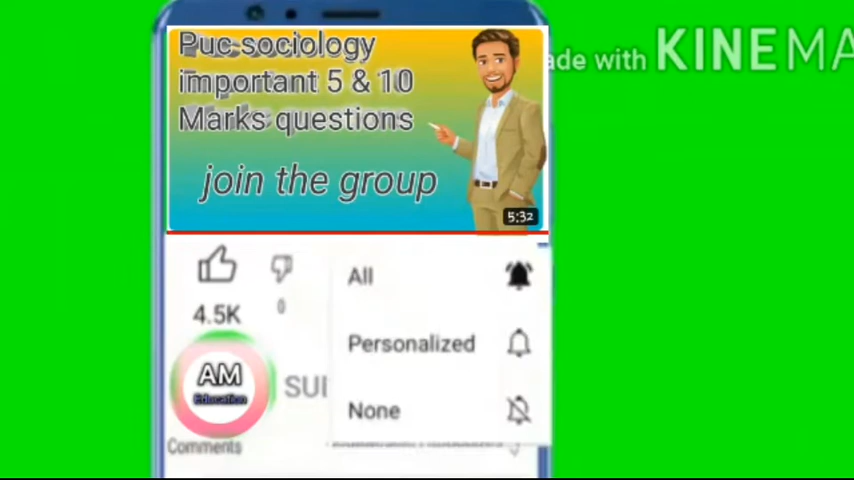 Puc sociology
important 5 & 10
Marks questions
join the group
5:32
ade with KINEMA
4.5K
0
All
Personalized
None
AM
Education
SUI
Comments